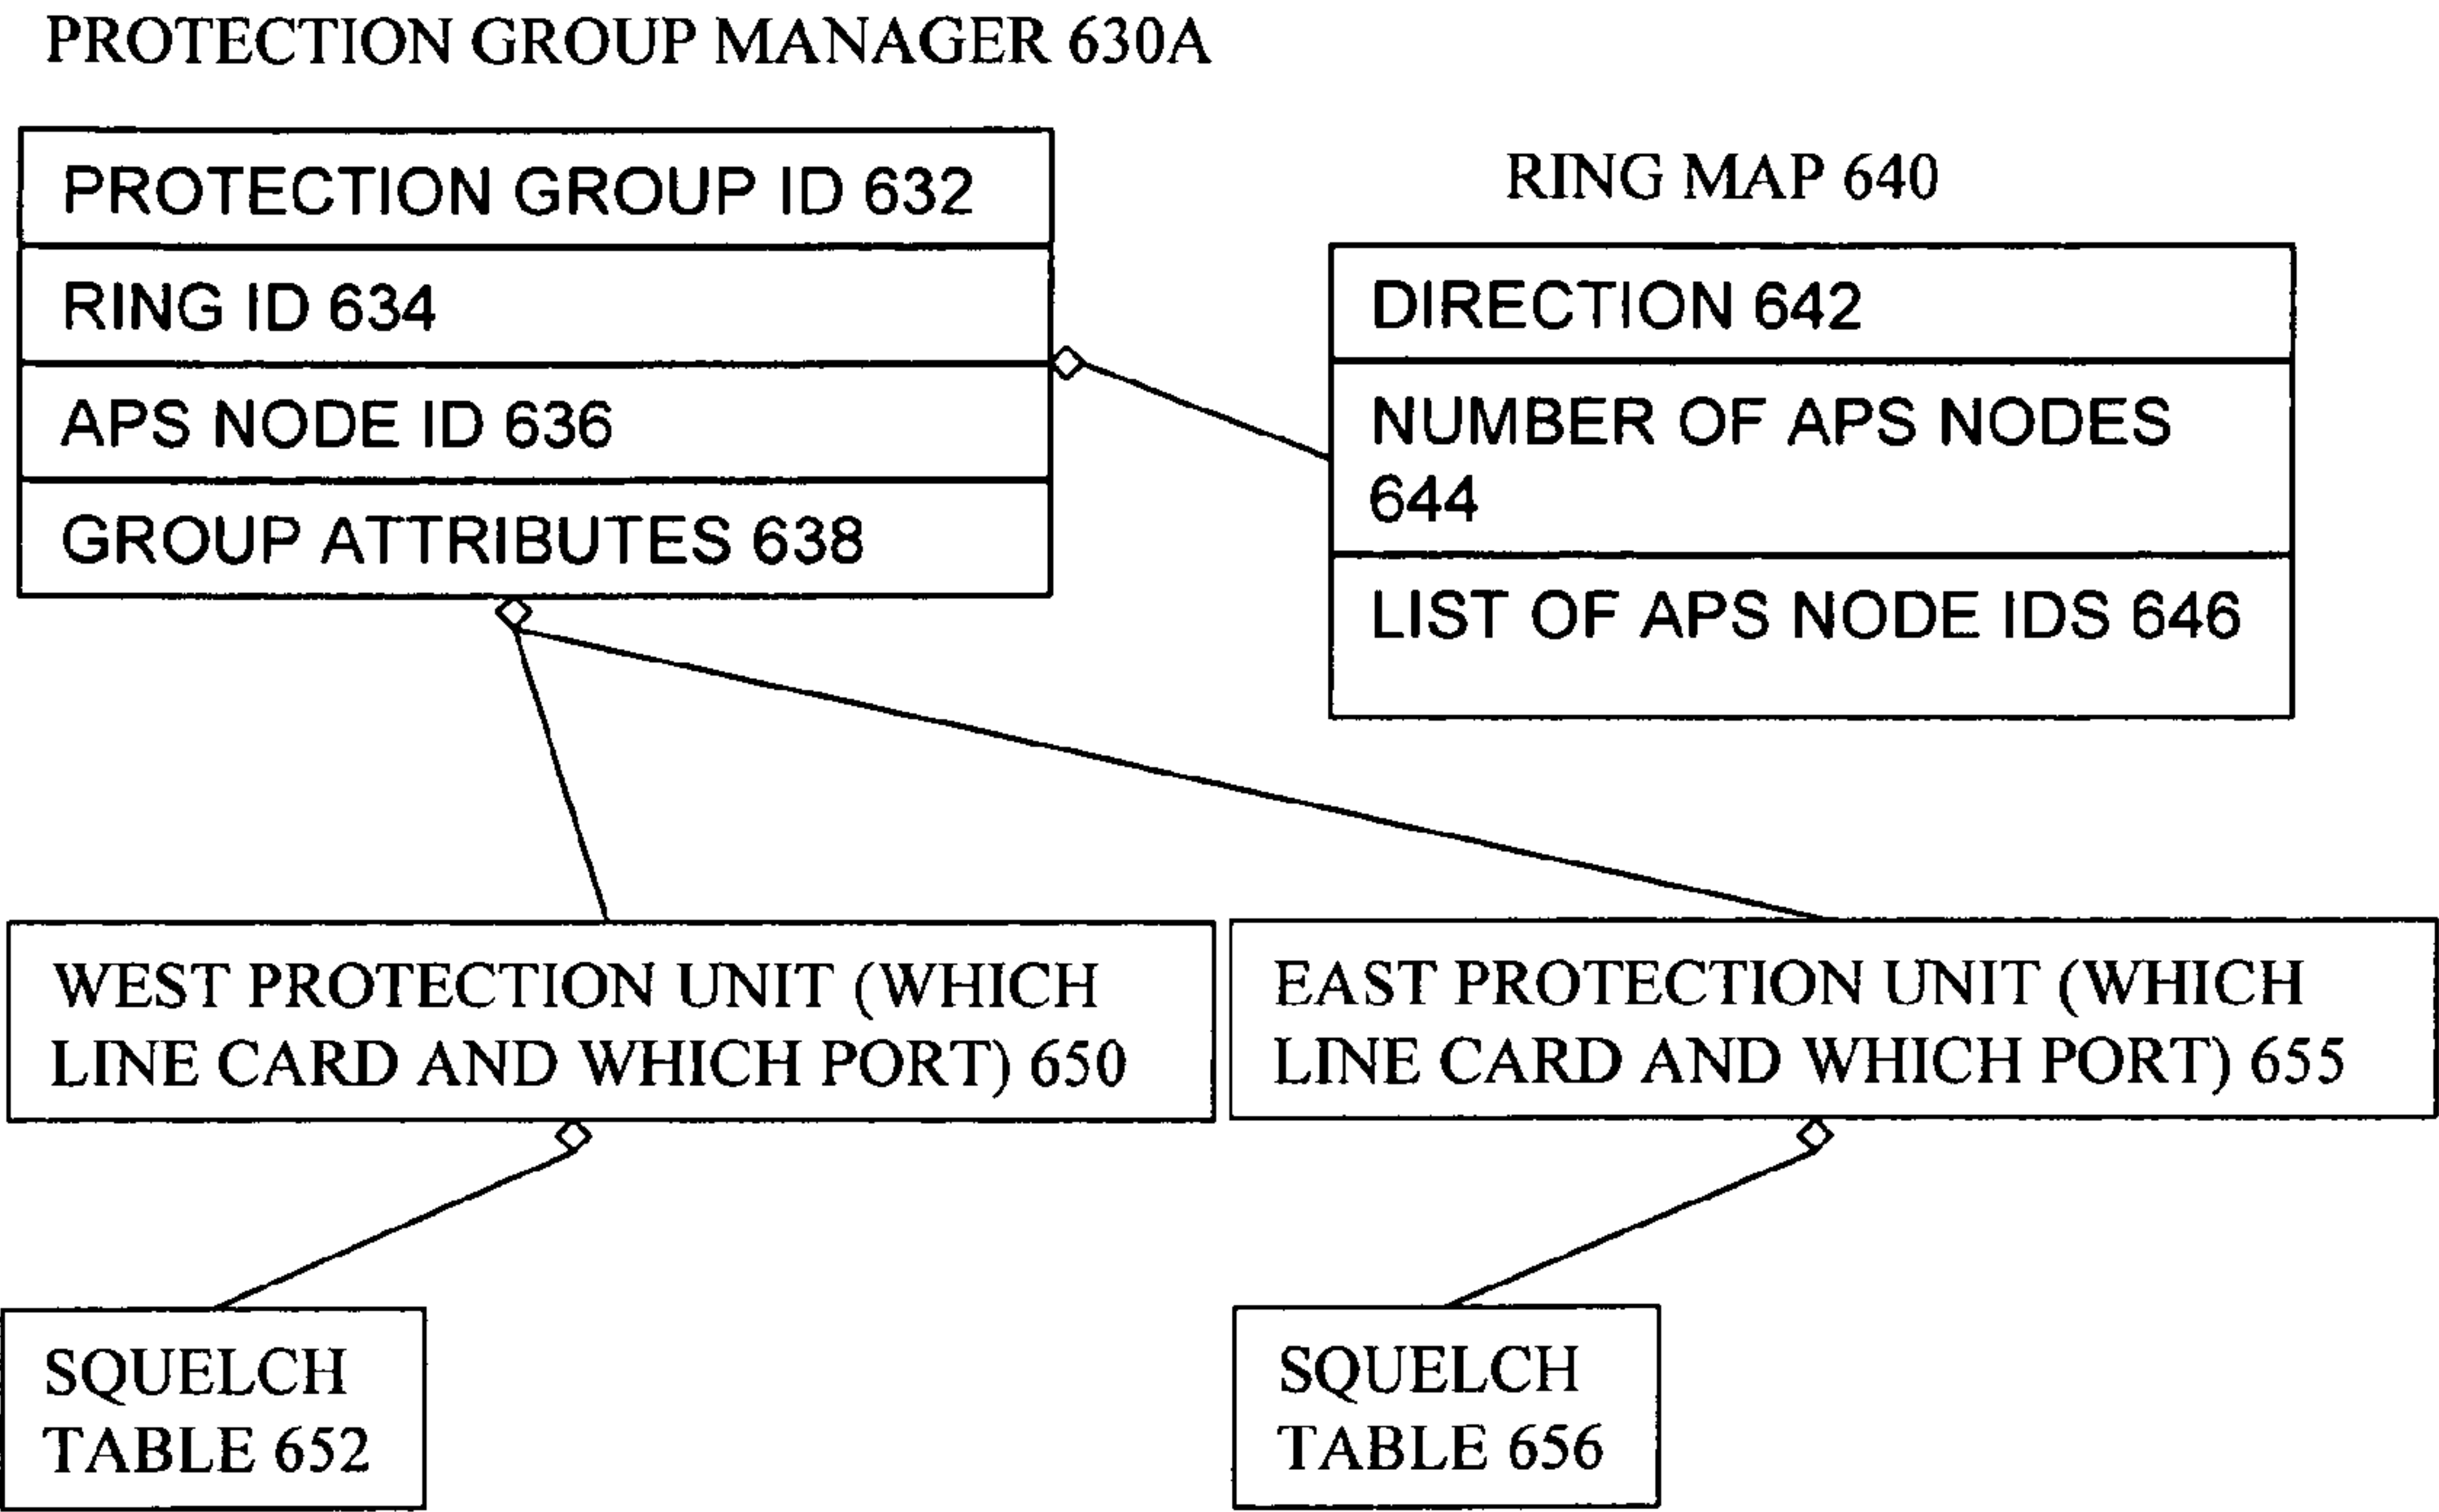 PROTECTION GROUP MANAGER 630A
PROTECTION GROUP ID 632
RING ID 634
APS NODE ID 636
GROUP ATTRIBUTES 638
RING MAP 640
DIRECTION 642
NUMBER OF APS NODES
644
LIST OF APS NODE IDS 646
WEST PROTECTION UNIT (WHICH
LINE CARD AND WHICH PORT) 650
EAST PROTECTION UNIT (WHICH
LINE CARD AND WHICH PORT) 655
SQUELCH
TABLE 652
SQUELCH
TABLE 656